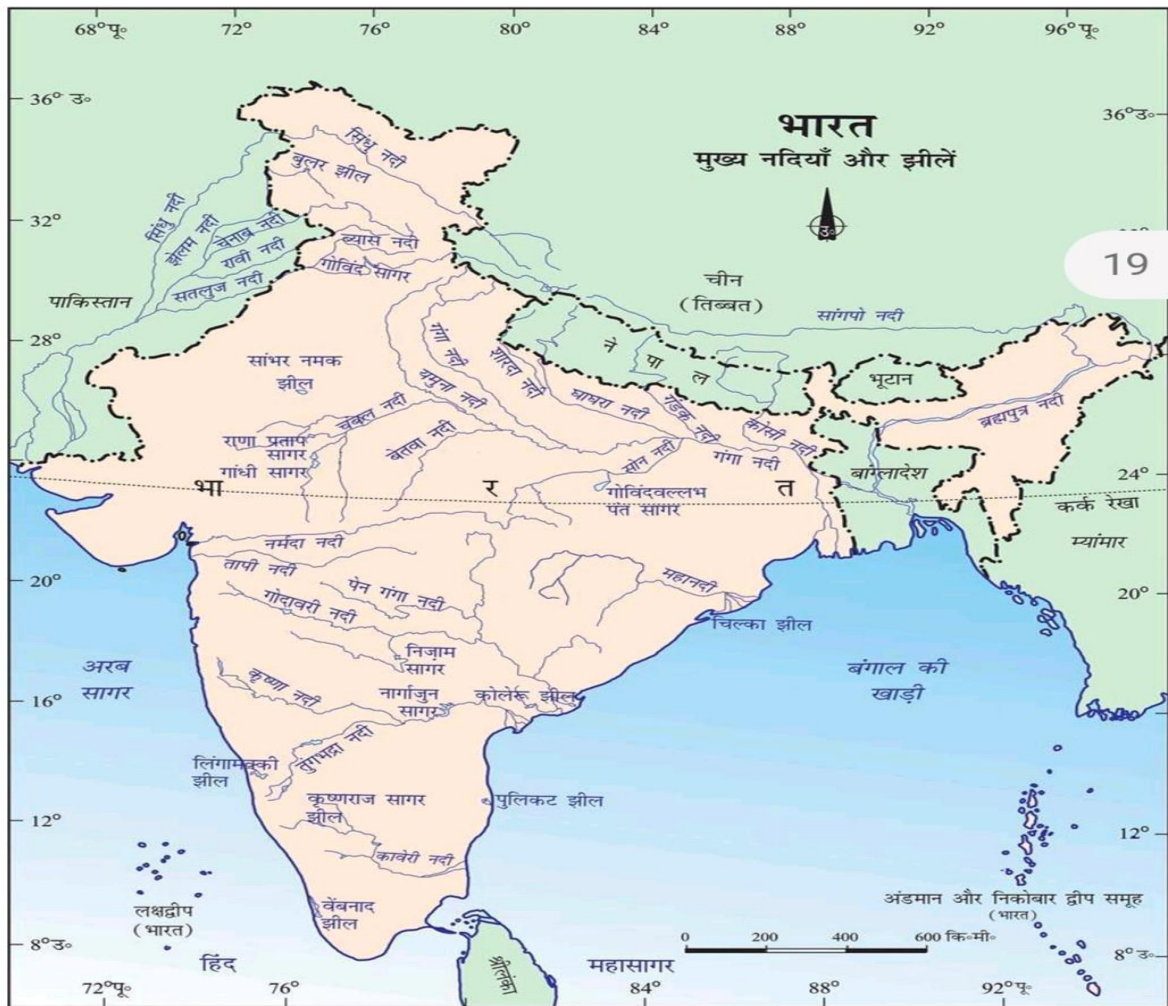 68° पू.
72°
76°
80°
84°
88°
92°
96° पू.
36° उ॰
36° उ॰
भारत
मुख्य नदियाँ और झीलें
सिंधु नदी
बुलर झील
सिंधु नदी
झेलम नदी
चेनाब नदी
रावी नदी
सतलुज नदी
ब्यास नदी
गोविंद सागर
32°
उ॰
19
पाकिस्तान
चीन
(तिब्बत)
सांगपो नदी
28°
28°
सांभर नमक
झील
गंगा नदी
यमुना नदी
शारदा नदी
ने पा ल
भूटान
घाघरा नदी
गंडक नदी
कोसी नदी
ब्रह्मपुत्र नदी
चंबल नदी
बेतवा नदी
राणा प्रताप
सागर
गांधी सागर
सोन नदी
गंगा नदी
बांग्लादेश
24°
24°
भा र त
गोविंदवल्लभ
पंत सागर
कर्क रेखा
म्यांमार
नर्मदा नदी
तापी नदी
पेन गंगा नदी
गोदावरी नदी
महानदी
20°
20°
चिल्का झील
निजाम
सागर
अरब
सागर
बंगाल की
खाड़ी
16°
16°
कृष्णा नदी
नार्गाजुन
सागर
कोलेरू झील
तुंगभद्रा नदी
लिंगामक्की
झील
कृष्णराज सागर
झील
पुलिकट झील
12°
12°
कावेरी नदी
लक्षद्वीप
(भारत)
वेंबनाद
झील
अंडमान और निकोबार द्वीप समूह
(भारत)
0 200 400 600 कि॰मी॰
8° उ॰
8° उ॰
हिंद
महासागर
श्रीलंका
72° पू.
76°
80°
84°
88°
92° पू.